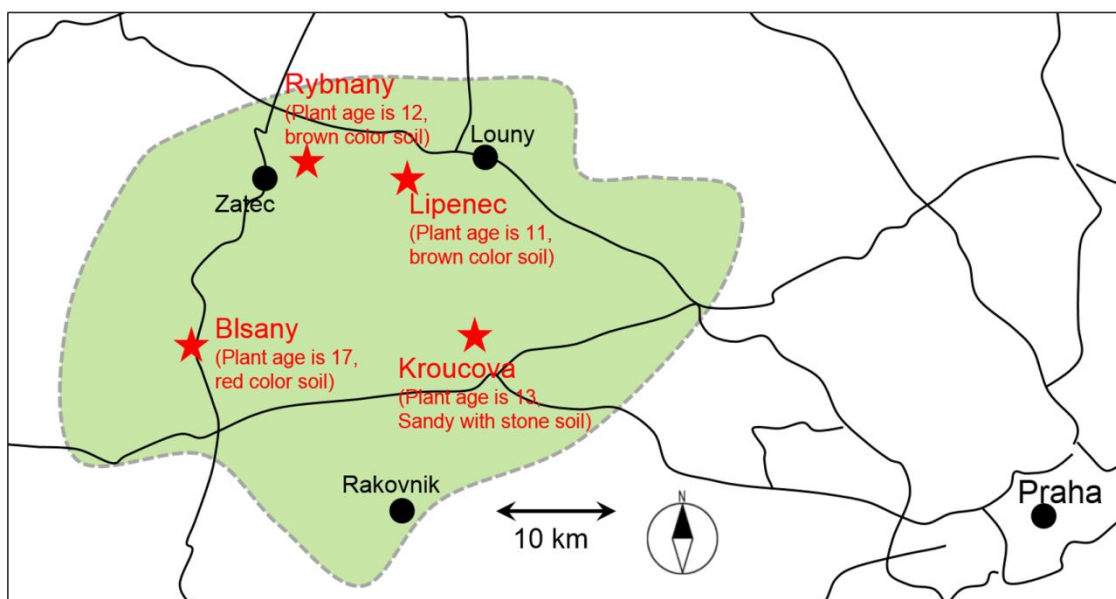 Rybnany
(Plant age is 12,
brown color soil)
Louny
Zatec
Lipenec
(Plant age is 11,
brown color soil)
Blsany
(Plant age is 17,
red color soil)
Kroucova
(Plant age is 13,
Sandy with stone soil)
Rakovnik
10 km
N
Praha